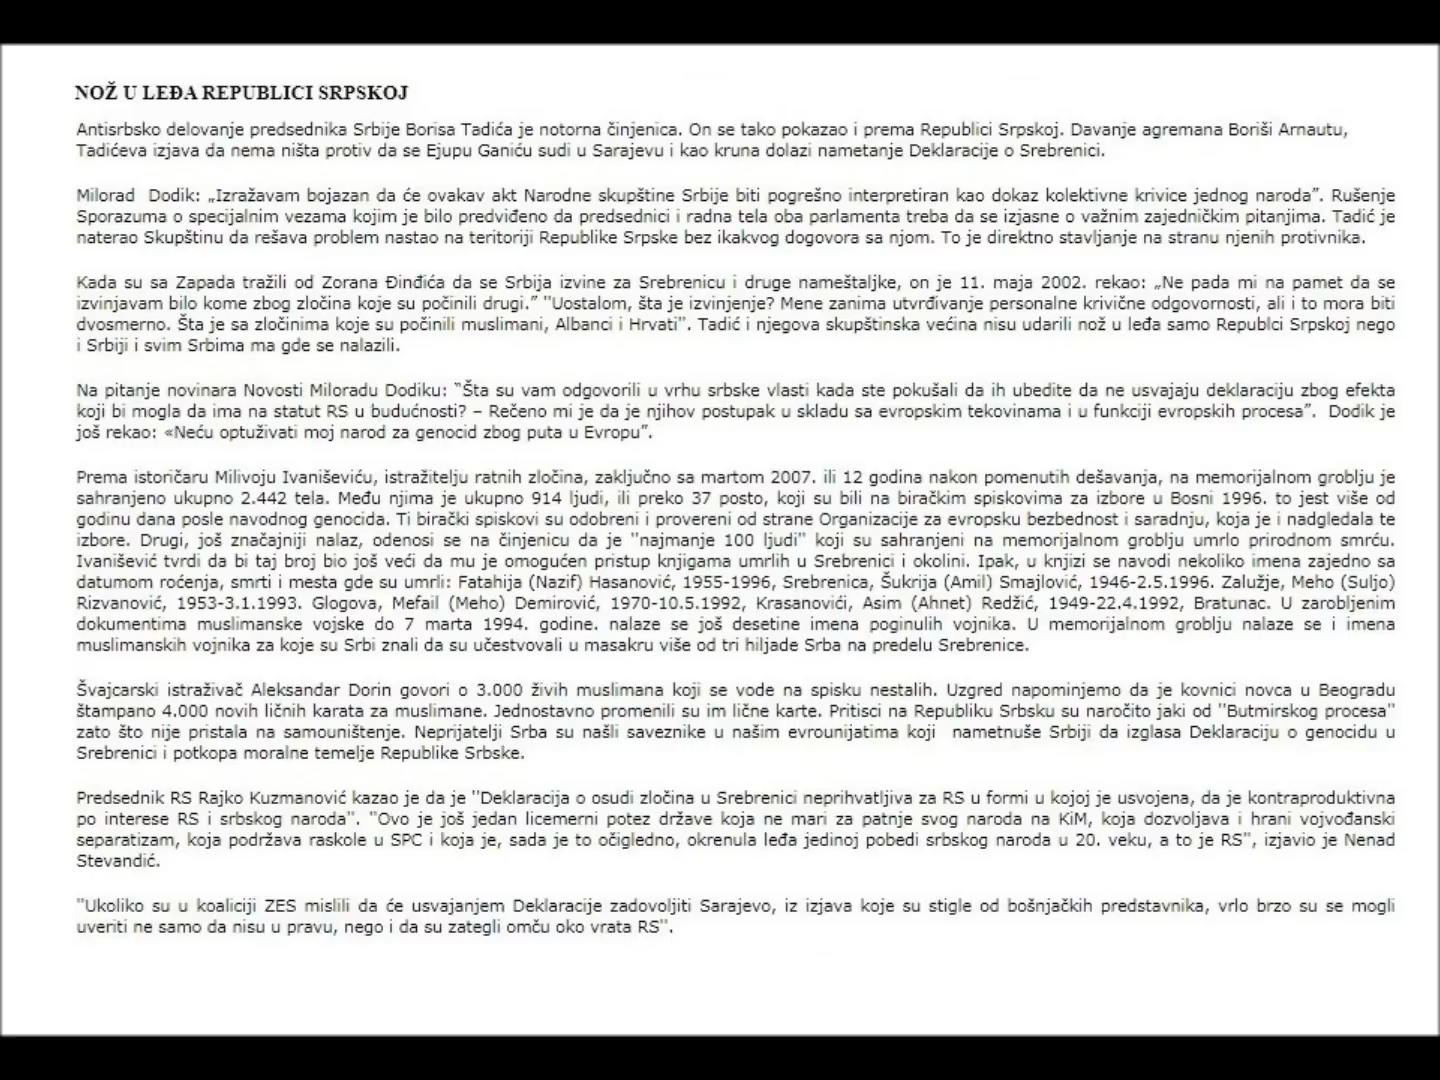 NOŽ U LEĐA REPUBLICI SRPSKOJ
Antisrbsko delovanje predsednika Srbije Borisa Tadića je notorna činjenica. On se tako pokazao i prema Republici Srpskoj. Davanje agremana Boriši Arnautu,
Tadićeva izjava da nema ništa protiv da se Ejupu Ganiću sudi u Sarajevu i kao kruna dolazi nametanje Deklaracije o Srebrenici.
Milorad Dodik: „Izražavam bojazan da će ovakav akt Narodne skupštine Srbije biti pogrešno interpretiran kao dokaz kolektivne krivice jednog naroda”. Rušenje
Sporazuma o specijalnim vezama kojim je bilo predviđeno da predsednici i radna tela oba parlamenta treba da se izjasne o važnim zajedničkim pitanjima. Tadić je
naterao Skupštinu da rešava problem nastao na teritoriji Republike Srpske bez ikakvog dogovora sa njom. To je direktno stavljanje na stranu njenih protivnika.
Kada su sa Zapada tražili od Zorana Đinđića da se Srbija izvine za Srebrenicu i druge nameštaljke, on je 11. maja 2002. rekao: „Ne pada mi na pamet da se
izvinjavam bilo kome zbog zločina koje su počinili drugi.” "Uostalom, šta je izvinjenje? Mene zanima utvrđivanje personalne krivične odgovornosti, ali i to mora biti
dvosmerno. Šta je sa zločinima koje su počinili muslimani, Albanci i Hrvati". Tadić i njegova skupštinska većina nisu udarili nož u leđa samo Republci Srpskoj nego
i Srbiji i svim Srbima ma gde se nalazili.
Na pitanje novinara Novosti Miloradu Dodiku: “Šta su vam odgovorili u vrhu srbske vlasti kada ste pokušali da ih ubedite da ne usvajaju deklaraciju zbog efekta
koji bi mogla da ima na statut RS u budućnosti? – Rečeno mi je da je njihov postupak u skladu sa evropskim tekovinama i u funkciji evropskih procesa”. Dodik je
još rekao: «Neću optuživati moj narod za genocid zbog puta u Evropu”.
Prema istoričaru Milivoju Ivaniševiću, istražitelju ratnih zločina, zaključno sa martom 2007. ili 12 godina nakon pomenutih dešavanja, na memorijalnom groblju je
sahranjeno ukupno 2.442 tela. Među njima je ukupno 914 ljudi, ili preko 37 posto, koji su bili na biračkim spiskovima za izbore u Bosni 1996. to jest više od
godinu dana posle navodnog genocida. Ti birački spiskovi su odobreni i provereni od strane Organizacije za evropsku bezbednost i saradnju, koja je i nadgledala te
izbore. Drugi, još značajniji nalaz, odenosi se na činjenicu da je "najmanje 100 ljudi" koji su sahranjeni na memorijalnom groblju umrlo prirodnom smrću.
Ivanišević tvrdi da bi taj broj bio još veći da mu je omogućen pristup knjigama umrlih u Srebrenici i okolini. Ipak, u knjizi se navodi nekoliko imena zajedno sa
datumom roćenja, smrti i mesta gde su umrli: Fatahija (Nazif) Hasanović, 1955-1996, Srebrenica, Šukrija (Amil) Smajlović, 1946-2.5.1996. Zalužje, Meho (Suljo)
Rizvanović, 1953-3.1.1993. Glogova, Mefail (Meho) Demirović, 1970-10.5.1992, Krasanovići, Asim (Ahnet) Redžić, 1949-22.4.1992, Bratunac. U zarobljenim
dokumentima muslimanske vojske do 7 marta 1994. godine. nalaze se još desetine imena poginulih vojnika. U memorijalnom groblju nalaze se i imena
muslimanskih vojnika za koje su Srbi znali da su učestvovali u masakru više od tri hiljade Srba na predelu Srebrenice.
Švajcarski istraživač Aleksandar Dorin govori o 3.000 živih muslimana koji se vode na spisku nestalih. Uzgred napominjemo da je kovnici novca u Beogradu
štampano 4.000 novih ličnih karata za muslimane. Jednostavno promenili su im lične karte. Pritisci na Republiku Srbsku su naročito jaki od "Butmirskog procesa"
zato što nije pristala na samouništenje. Neprijatelji Srba su našli saveznike u našim evrounijatima koji nametnuše Srbiji da izglasa Deklaraciju o genocidu u
Srebrenici i potkopa moralne temelje Republike Srbske.
Predsednik RS Rajko Kuzmanović kazao je da je "Deklaracija o osudi zločina u Srebrenici neprihvatljiva za RS u formi u kojoj je usvojena, da je kontraproduktivna
po interese RS i srbskog naroda". "Ovo je još jedan licemerni potez države koja ne mari za patnje svog naroda na KiM, koja dozvoljava i hrani vojvođanski
separatizam, koja podržava raskole u SPC i koja je, sada je to očigledno, okrenula leđa jedinoj pobedi srbskog naroda u 20. veku, a to je RS", izjavio je Nenad
Stevandić.
"Ukoliko su u koaliciji ZES mislili da će usvajanjem Deklaracije zadovoljiti Sarajevo, iz izjava koje su stigle od bošnjačkih predstavnika, vrlo brzo su se mogli
uveriti ne samo da nisu u pravu, nego i da su zategli omču oko vrata RS".